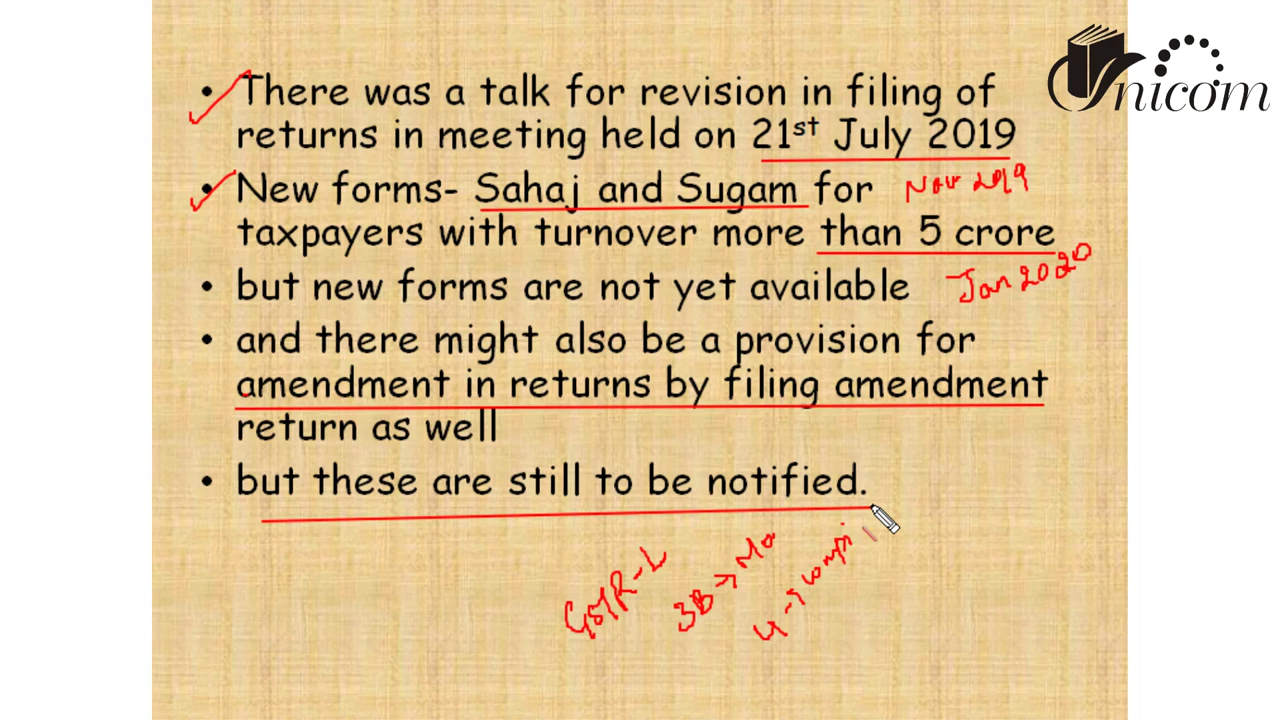 • There was a talk for revision in filing of
returns in meeting held on 21st July 2019
• New forms- Sahaj and Sugam for Nov 2019
taxpayers with turnover more than 5 crore
• but new forms are not yet available Jan 2020
• and there might also be a provision for
amendment in returns by filing amendment
return as well
• but these are still to be notified.
GSTR-1
3B → Mo
4 → compi
Unicom